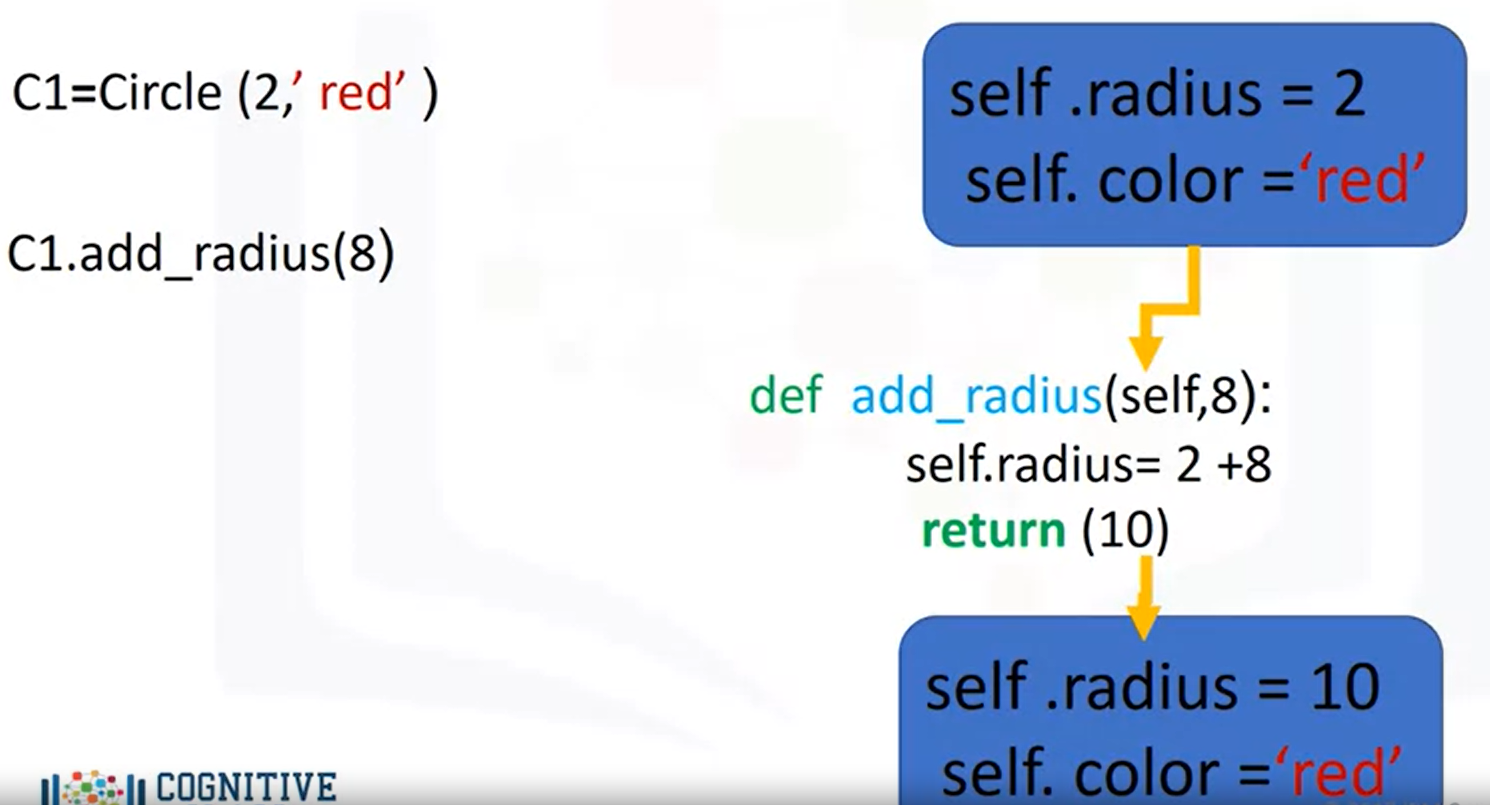 C1=Circle (2,’ red’ )
C1.add_radius(8)
self .radius = 2
self. color =‘red’
def add_radius(self,8):
self.radius= 2 +8
return (10)
self .radius = 10
self. color =‘red’
COGNITIVE